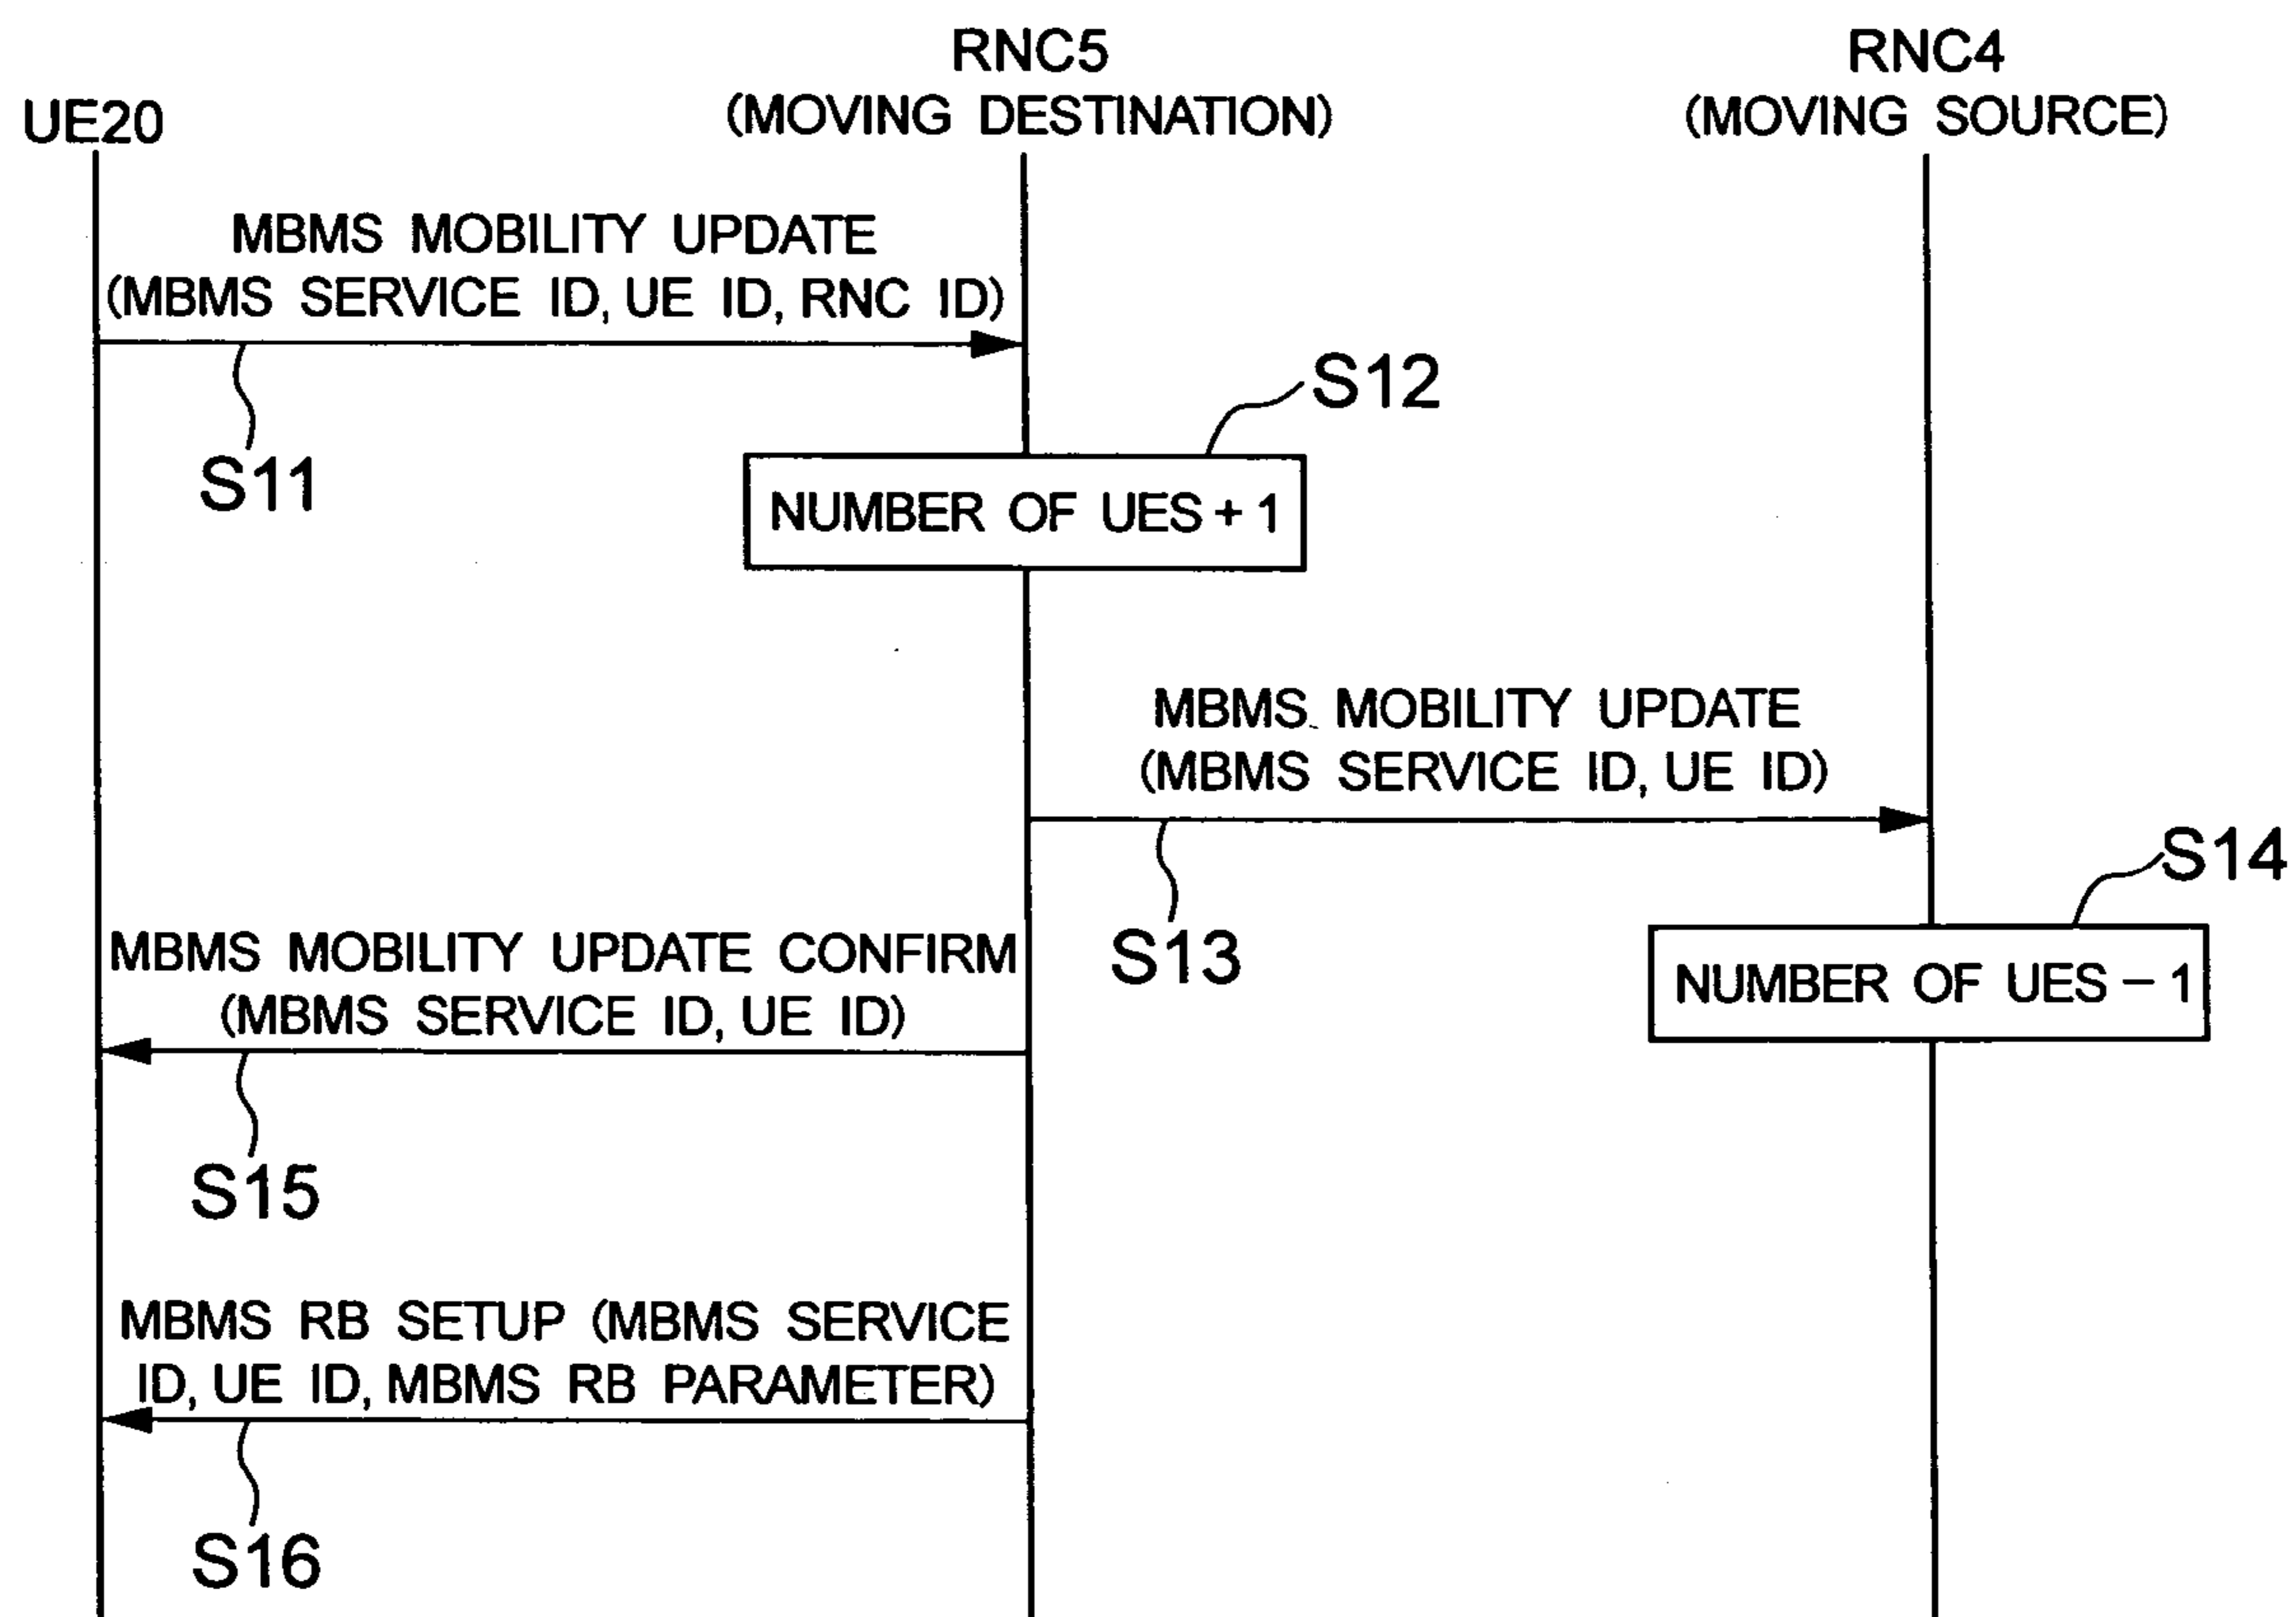 UE20
RNC5
(MOVING DESTINATION)
RNC4
(MOVING SOURCE)
MBMS MOBILITY UPDATE
(MBMS SERVICE ID, UE ID, RNC ID)
S11
S12
NUMBER OF UES + 1
MBMS MOBILITY UPDATE
(MBMS SERVICE ID, UE ID)
S13
S14
NUMBER OF UES − 1
MBMS MOBILITY UPDATE CONFIRM
(MBMS SERVICE ID, UE ID)
S15
MBMS RB SETUP (MBMS SERVICE
ID, UE ID, MBMS RB PARAMETER)
S16